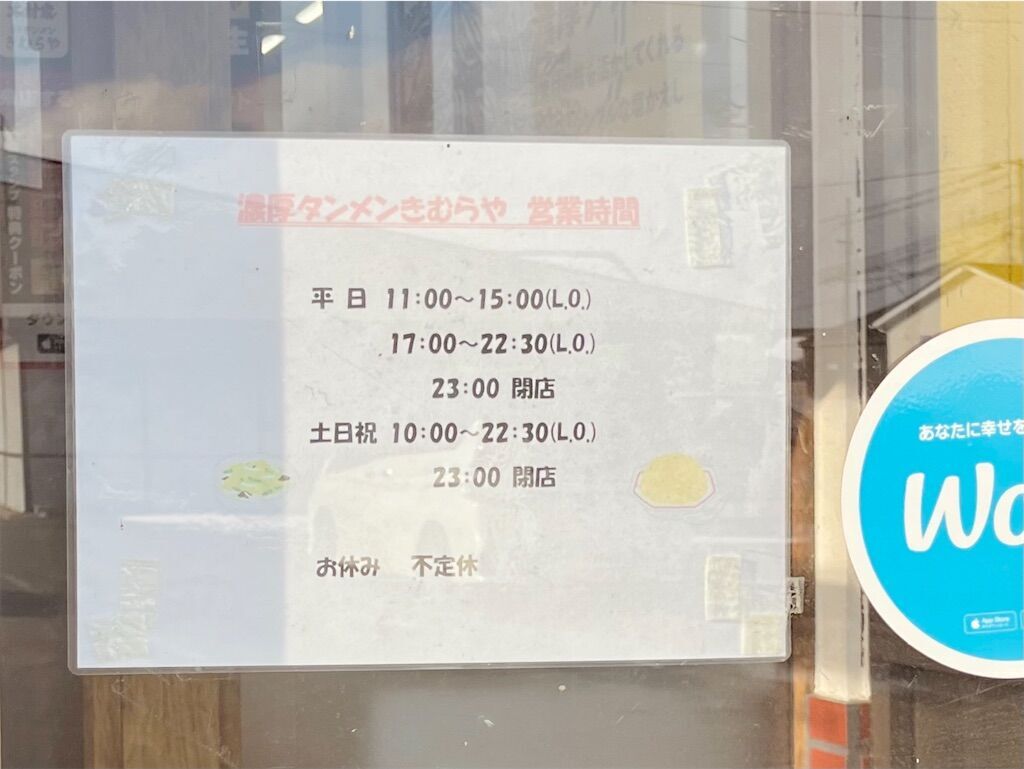 濃厚タンメンきむらや 営業時間
平 日 11:00～15:00(L.O.)
17:00～22:30(L.O.)
23:00 閉店
土日祝 10:00～22:30(L.O.)
23:00 閉店
お休み 不定休
あなたに幸せを
Wo
App Store